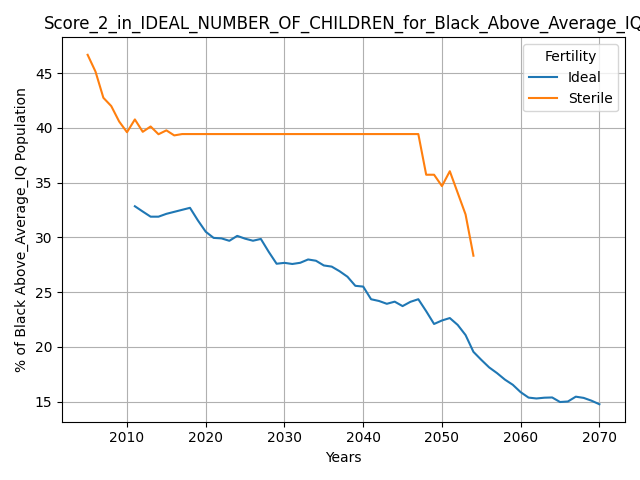 Score_2_in_IDEAL_NUMBER_OF_CHILDREN_for_Black_Above_Average_IQ
Fertility
Ideal
Sterile
% of Black Above_Average_IQ Population
45
40
35
30
25
20
15
2010 2020 2030 2040 2050 2060 2070
Years